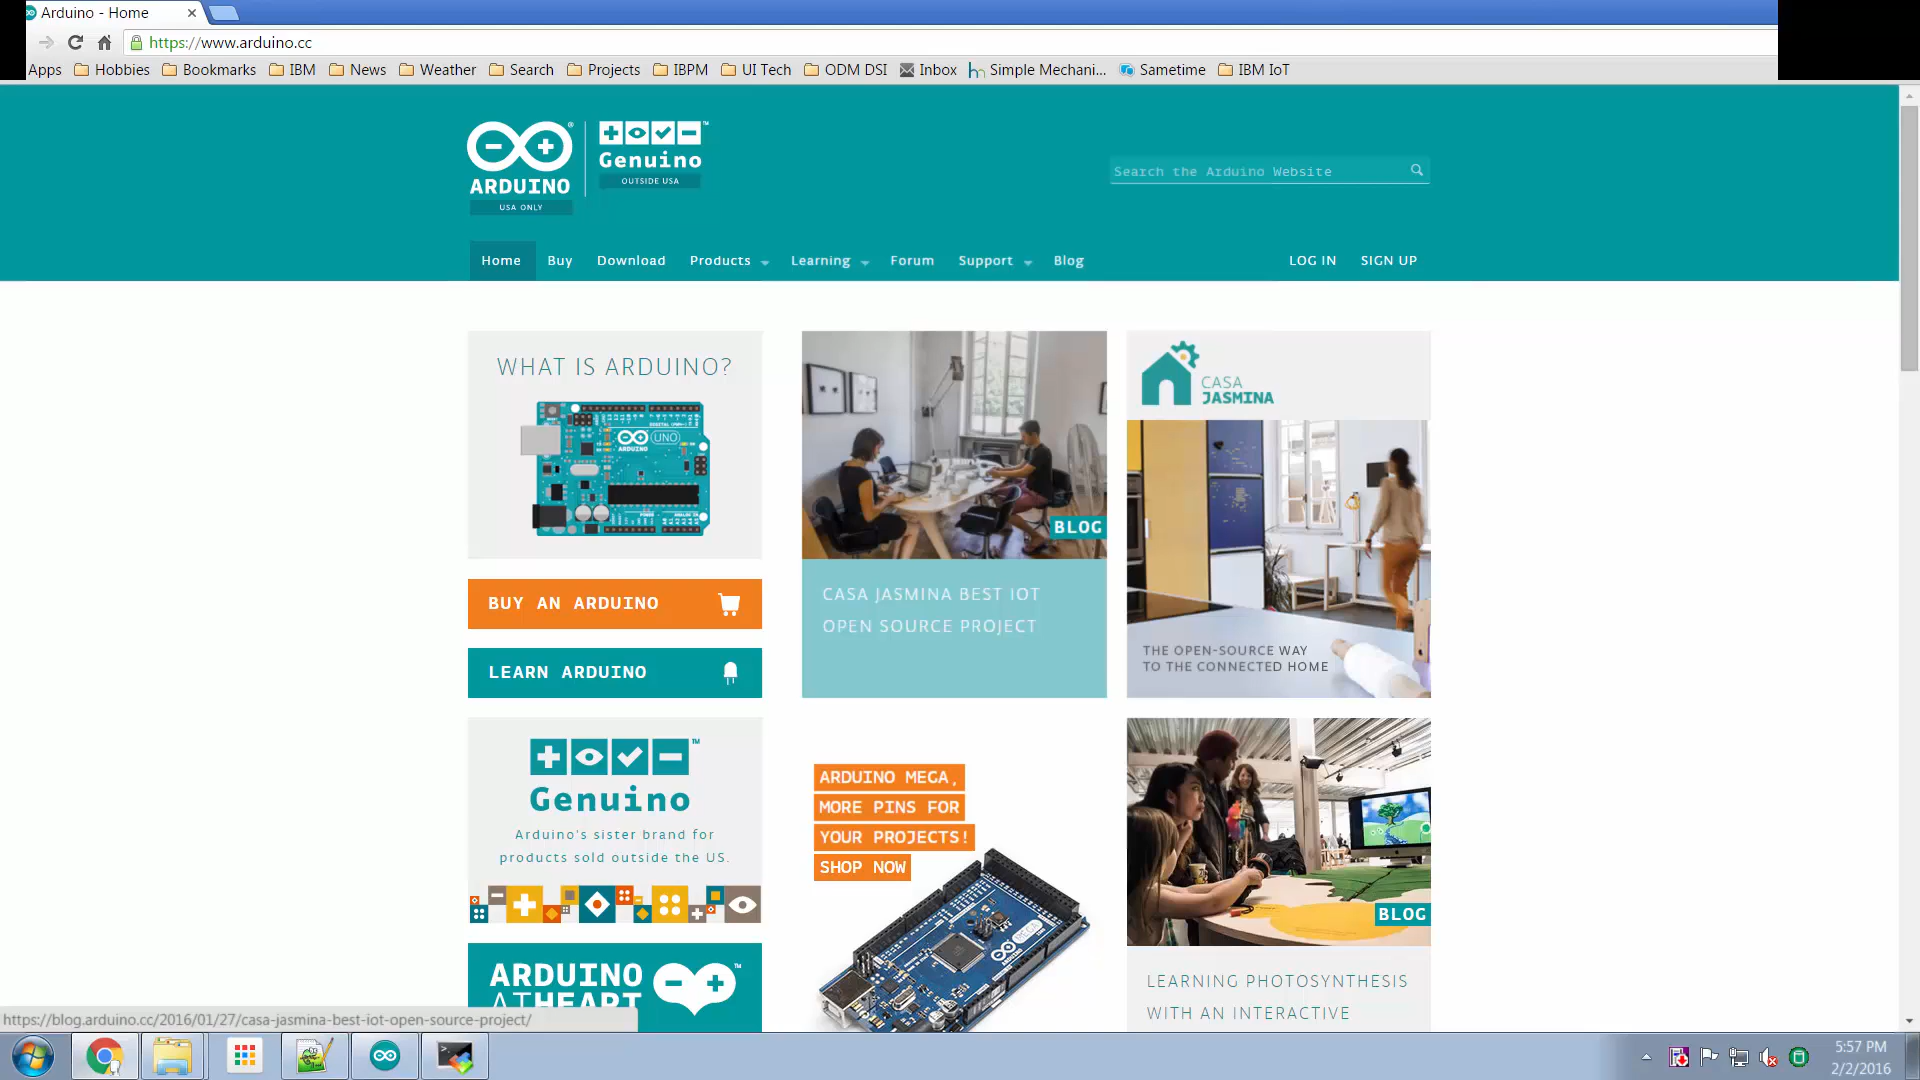 Arduino - Home
https://www.arduino.cc
Apps Hobbies Bookmarks IBM News Weather Search Projects IBPM UI Tech ODM DSI Inbox Simple Mechani... Sametime IBM IoT
ARDUINO
USA ONLY
Genuino™
OUTSIDE USA
Search the Arduino Website
Home Buy Download Products Learning Forum Support Blog LOG IN SIGN UP
WHAT IS ARDUINO?
UNO
ARDUINO
BUY AN ARDUINO
LEARN ARDUINO
Genuino™
Arduino's sister brand for
products sold outside the US.
ARDUINO
ATHEART™
BLOG
CASA JASMINA BEST IOT
OPEN SOURCE PROJECT
ARDUINO MEGA,
MORE PINS FOR
YOUR PROJECTS!
SHOP NOW
MEGA
CASA
JASMINA
THE OPEN-SOURCE WAY
TO THE CONNECTED HOME
BLOG
LEARNING PHOTOSYNTHESIS
WITH AN INTERACTIVE
https://blog.arduino.cc/2016/01/27/casa-jasmina-best-iot-open-source-project/
5:57 PM
2/2/2016